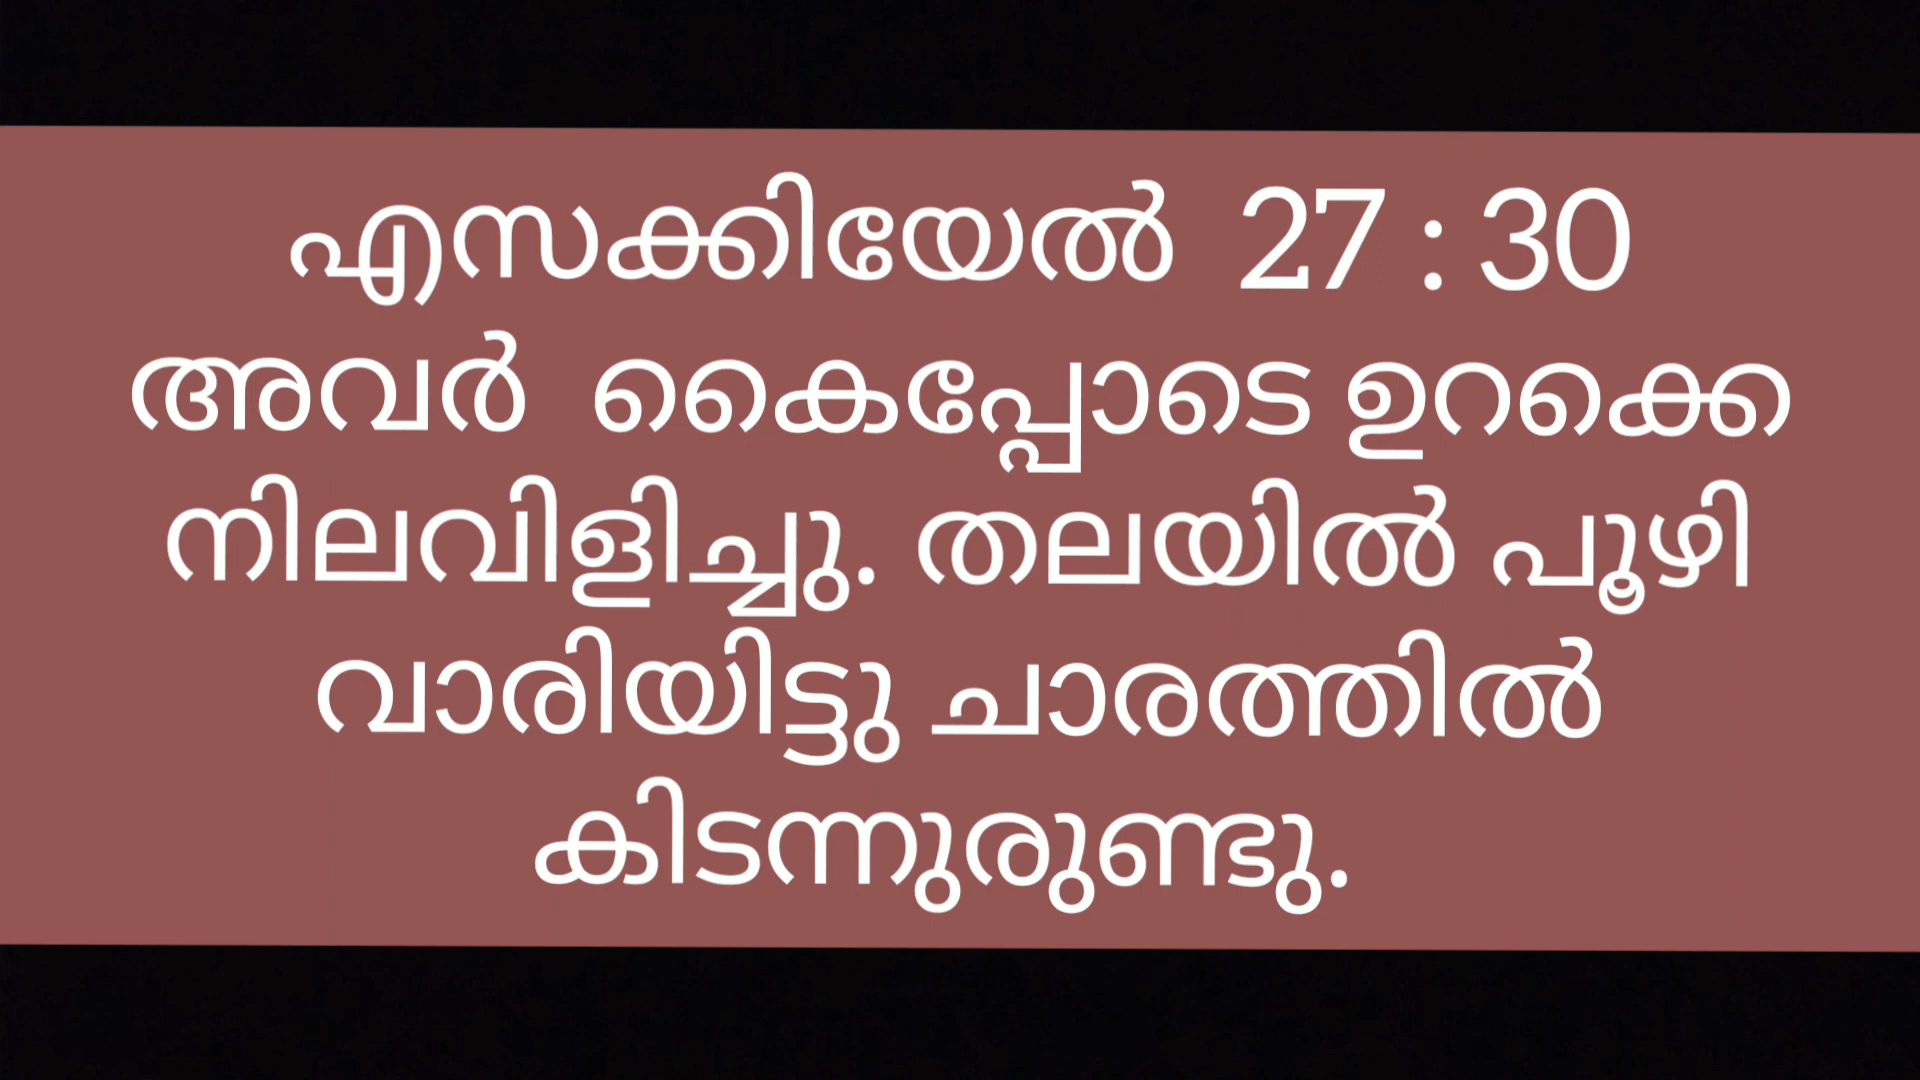 എസക്കിയേൽ 27 : 30
അവർ കൈപ്പോടെ ഉറക്കെ
നിലവിളിച്ചു. തലയിൽ പൂഴി
വാരിയിട്ടു ചാരത്തിൽ
കിടന്നുരുണ്ടു.